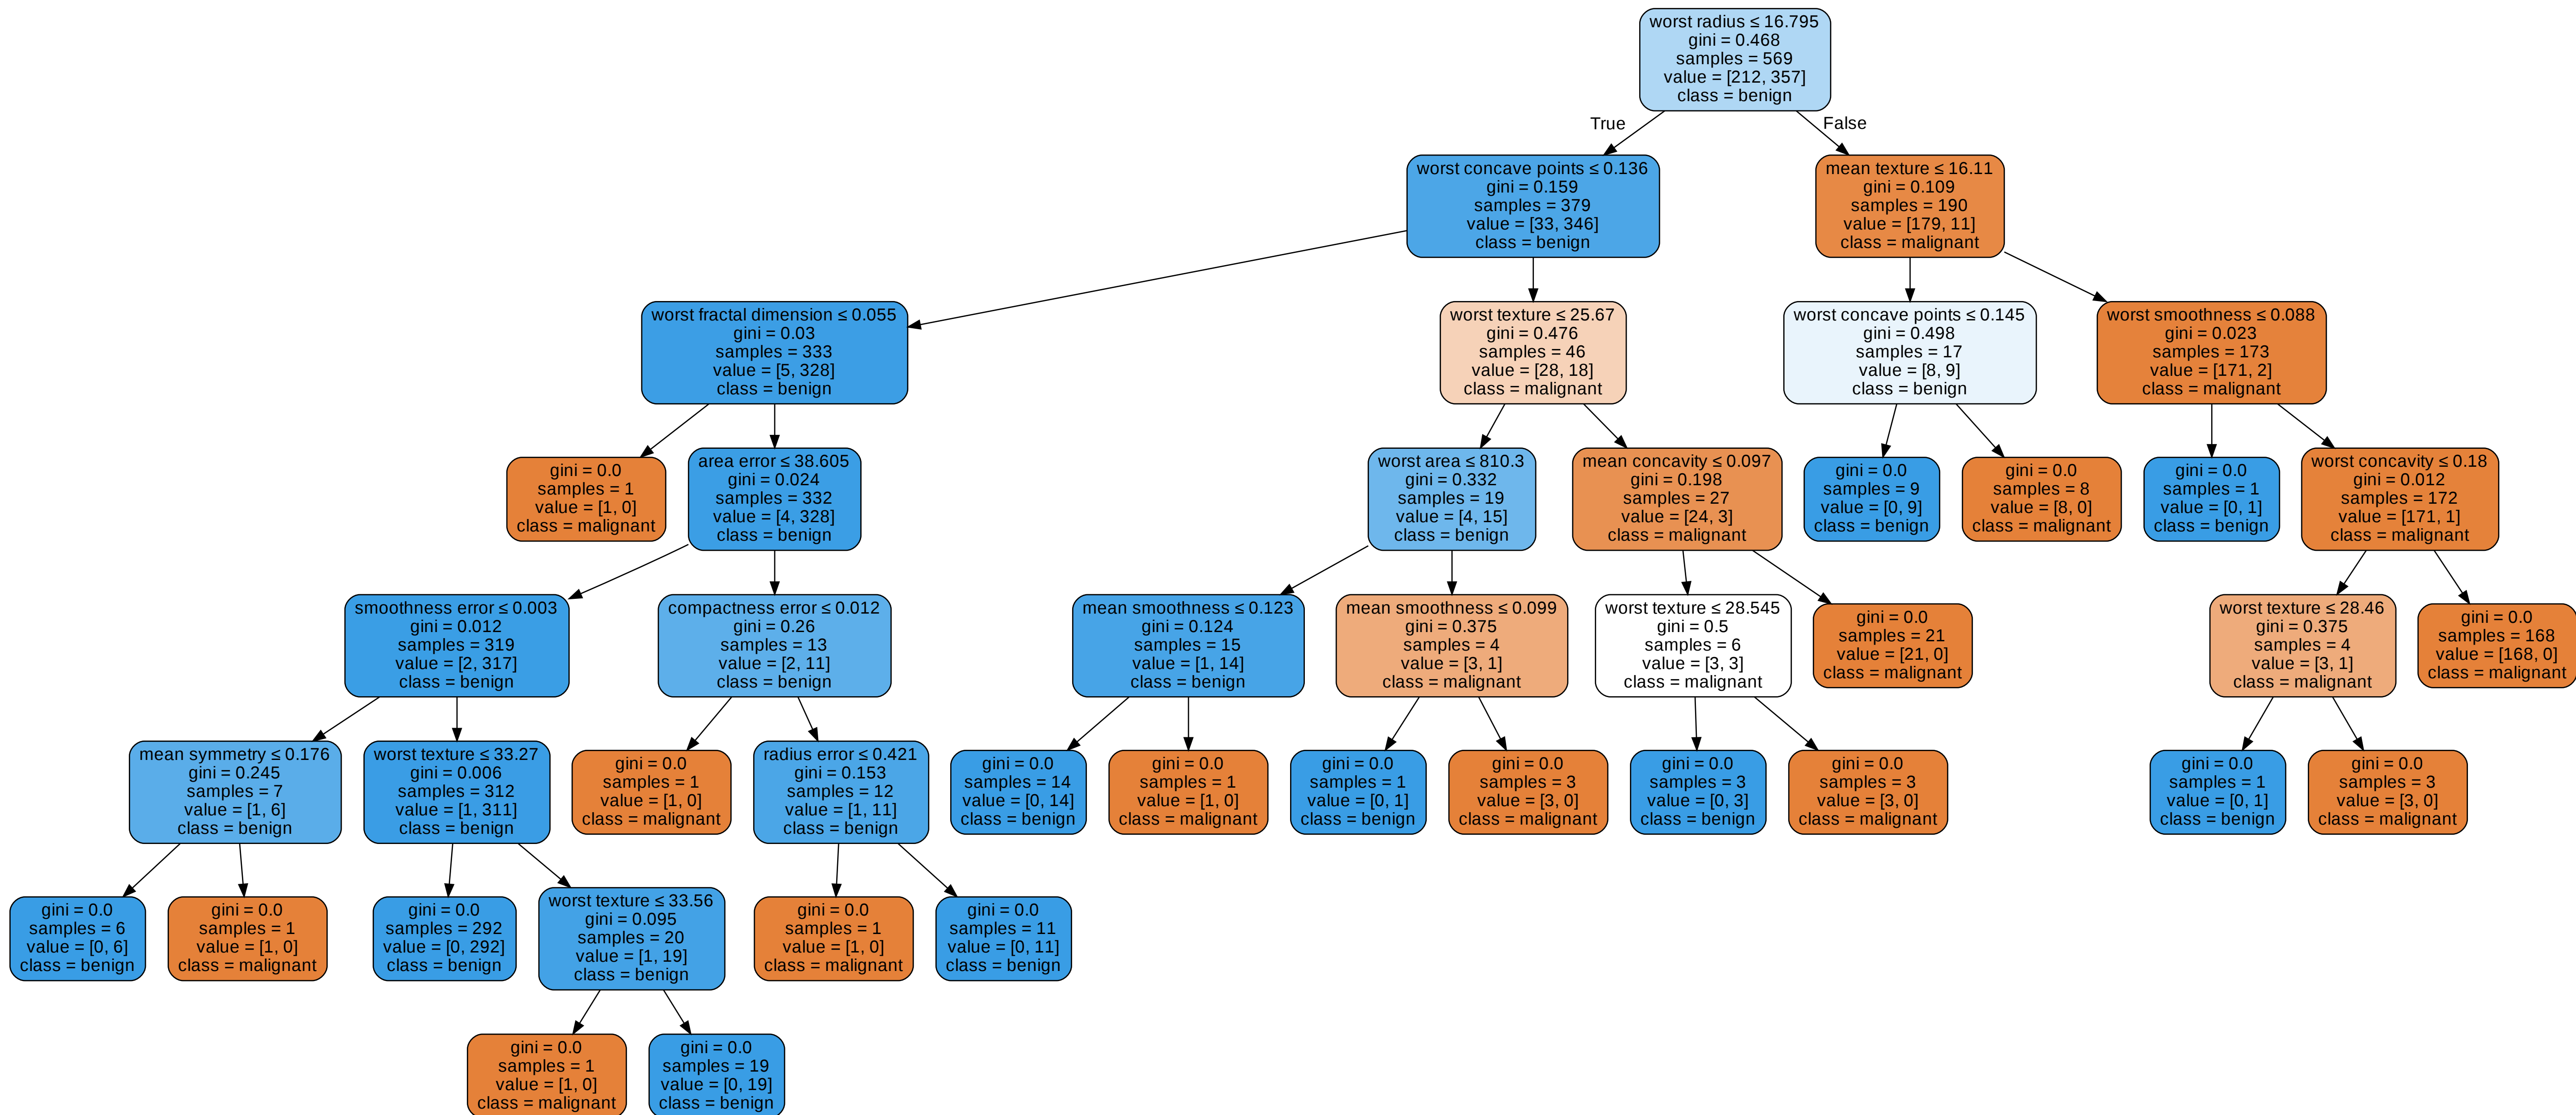 worst radius ≤ 16.795
gini = 0.468
samples = 569
value = [212, 357]
class = benign
True
False
worst concave points ≤ 0.136
gini = 0.159
samples = 379
value = [33, 346]
class = benign
mean texture ≤ 16.11
gini = 0.109
samples = 190
value = [179, 11]
class = malignant
worst fractal dimension ≤ 0.055
gini = 0.03
samples = 333
value = [5, 328]
class = benign
worst texture ≤ 25.67
gini = 0.476
samples = 46
value = [28, 18]
class = malignant
worst concave points ≤ 0.145
gini = 0.498
samples = 17
value = [8, 9]
class = benign
worst smoothness ≤ 0.088
gini = 0.023
samples = 173
value = [171, 2]
class = malignant
gini = 0.0
samples = 1
value = [1, 0]
class = malignant
area error ≤ 38.605
gini = 0.024
samples = 332
value = [4, 328]
class = benign
worst area ≤ 810.3
gini = 0.332
samples = 19
value = [4, 15]
class = benign
mean concavity ≤ 0.097
gini = 0.198
samples = 27
value = [24, 3]
class = malignant
gini = 0.0
samples = 9
value = [0, 9]
class = benign
gini = 0.0
samples = 8
value = [8, 0]
class = malignant
gini = 0.0
samples = 1
value = [0, 1]
class = benign
worst concavity ≤ 0.18
gini = 0.012
samples = 172
value = [171, 1]
class = malignant
smoothness error ≤ 0.003
gini = 0.012
samples = 319
value = [2, 317]
class = benign
compactness error ≤ 0.012
gini = 0.26
samples = 13
value = [2, 11]
class = benign
mean smoothness ≤ 0.123
gini = 0.124
samples = 15
value = [1, 14]
class = benign
mean smoothness ≤ 0.099
gini = 0.375
samples = 4
value = [3, 1]
class = malignant
worst texture ≤ 28.545
gini = 0.5
samples = 6
value = [3, 3]
class = malignant
gini = 0.0
samples = 21
value = [21, 0]
class = malignant
worst texture ≤ 28.46
gini = 0.375
samples = 4
value = [3, 1]
class = malignant
gini = 0.0
samples = 168
value = [168, 0]
class = malignant
mean symmetry ≤ 0.176
gini = 0.245
samples = 7
value = [1, 6]
class = benign
worst texture ≤ 33.27
gini = 0.006
samples = 312
value = [1, 311]
class = benign
gini = 0.0
samples = 1
value = [1, 0]
class = malignant
radius error ≤ 0.421
gini = 0.153
samples = 12
value = [1, 11]
class = benign
gini = 0.0
samples = 14
value = [0, 14]
class = benign
gini = 0.0
samples = 1
value = [1, 0]
class = malignant
gini = 0.0
samples = 1
value = [0, 1]
class = benign
gini = 0.0
samples = 3
value = [3, 0]
class = malignant
gini = 0.0
samples = 3
value = [0, 3]
class = benign
gini = 0.0
samples = 3
value = [3, 0]
class = malignant
gini = 0.0
samples = 1
value = [0, 1]
class = benign
gini = 0.0
samples = 3
value = [3, 0]
class = malignant
gini = 0.0
samples = 6
value = [0, 6]
class = benign
gini = 0.0
samples = 1
value = [1, 0]
class = malignant
gini = 0.0
samples = 292
value = [0, 292]
class = benign
worst texture ≤ 33.56
gini = 0.095
samples = 20
value = [1, 19]
class = benign
gini = 0.0
samples = 1
value = [1, 0]
class = malignant
gini = 0.0
samples = 11
value = [0, 11]
class = benign
gini = 0.0
samples = 1
value = [1, 0]
class = malignant
gini = 0.0
samples = 19
value = [0, 19]
class = benign